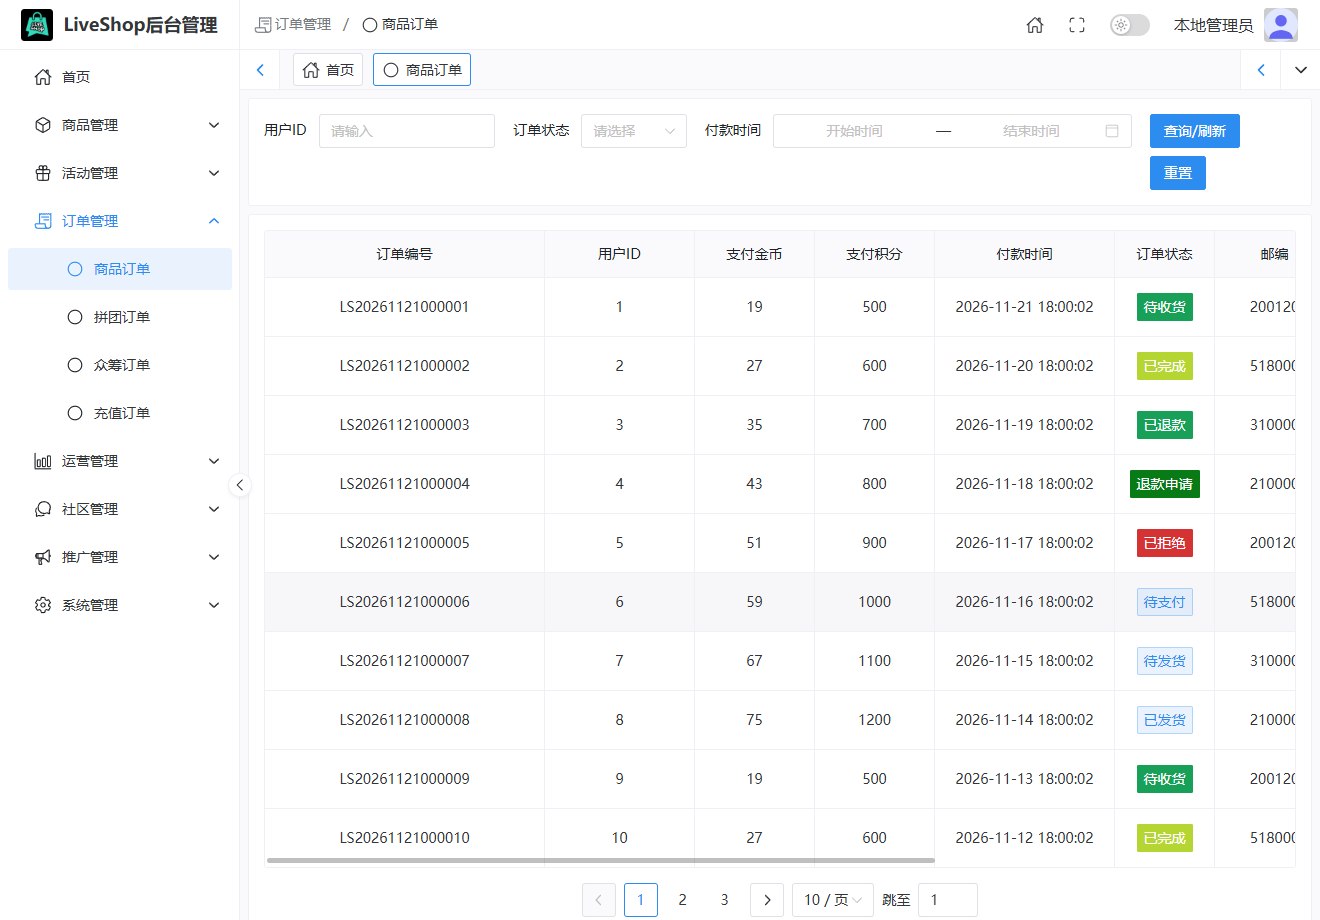 LiveShop后台管理
订单管理 / 商品订单
本地管理员
首页
商品管理
活动管理
订单管理
商品订单
拼团订单
众筹订单
充值订单
运营管理
社区管理
推广管理
系统管理
首页 商品订单
用户ID 请输入 订单状态 请选择 付款时间 开始时间 — 结束时间 查询/刷新
重置
订单编号 用户ID 支付金币 支付积分 付款时间 订单状态 邮编
LS20261121000001 1 19 500 2026-11-21 18:00:02 待收货 200120
LS20261121000002 2 27 600 2026-11-20 18:00:02 已完成 518000
LS20261121000003 3 35 700 2026-11-19 18:00:02 已退款 310000
LS20261121000004 4 43 800 2026-11-18 18:00:02 退款申请 210000
LS20261121000005 5 51 900 2026-11-17 18:00:02 已拒绝 200120
LS20261121000006 6 59 1000 2026-11-16 18:00:02 待支付 518000
LS20261121000007 7 67 1100 2026-11-15 18:00:02 待发货 310000
LS20261121000008 8 75 1200 2026-11-14 18:00:02 已发货 210000
LS20261121000009 9 19 500 2026-11-13 18:00:02 待收货 200120
LS20261121000010 10 27 600 2026-11-12 18:00:02 已完成 518000
1 2 3 10 / 页 跳至 1